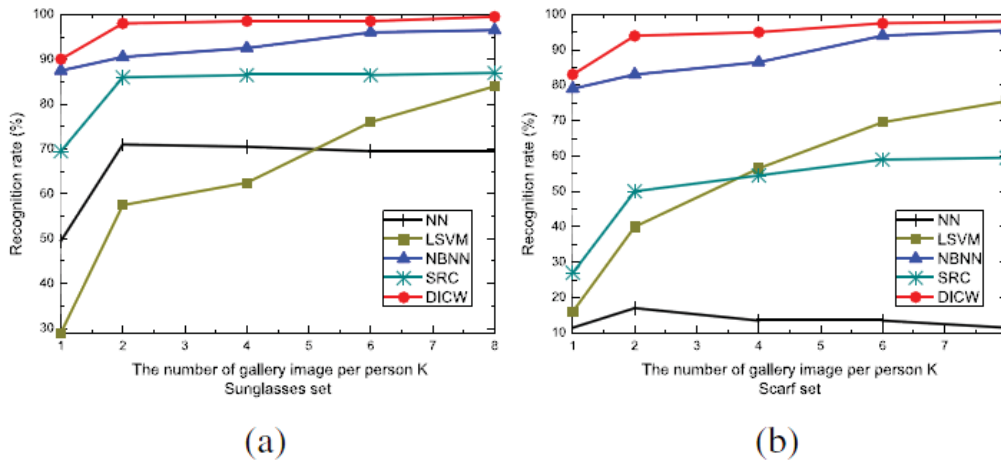 100
90
80
70
60
50
40
30
Recognition rate (%)
NN
LSVM
NBNN
SRC
DICW
1 2 3 4 5 6 7 8
The number of gallery image per person K
Sunglasses set
(a)
100
90
80
70
60
50
40
30
20
10
Recognition rate (%)
NN
LSVM
NBNN
SRC
DICW
1 2 3 4 5 6 7
The number of gallery image per person K
Scarf set
(b)